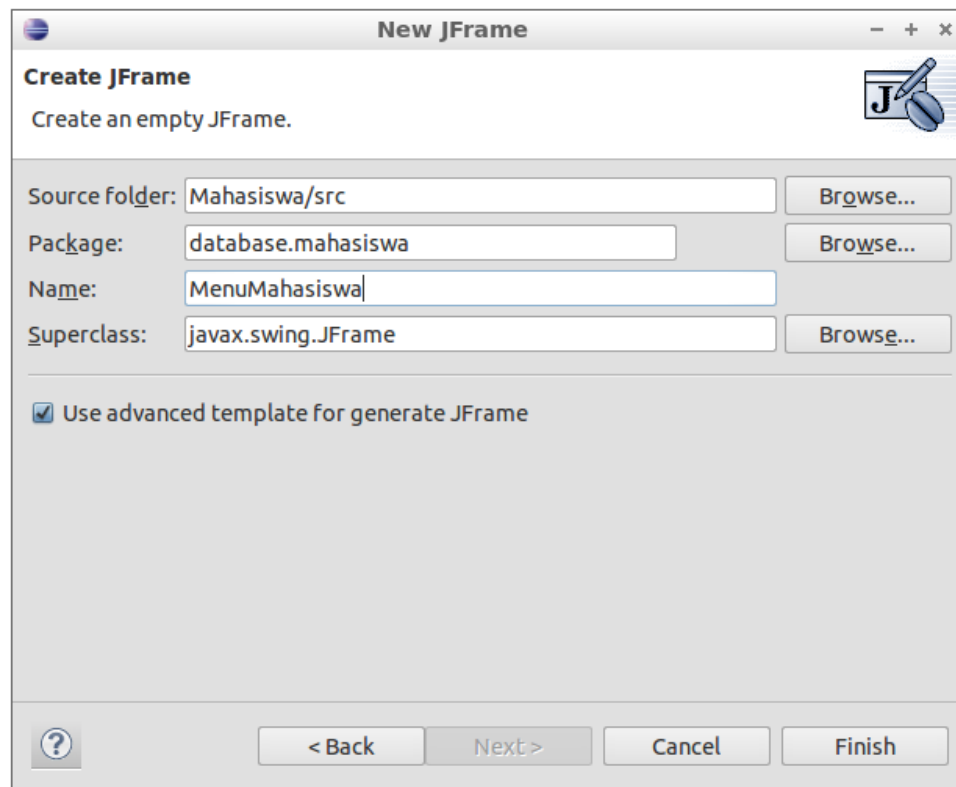 New JFrame
Create JFrame
Create an empty JFrame.
J
Source folder: Mahasiswa/src Browse...
Package: database.mahasiswa Browse...
Name: MenuMahasiswa
Superclass: javax.swing.JFrame Browse...
Use advanced template for generate JFrame
? < Back Next > Cancel Finish